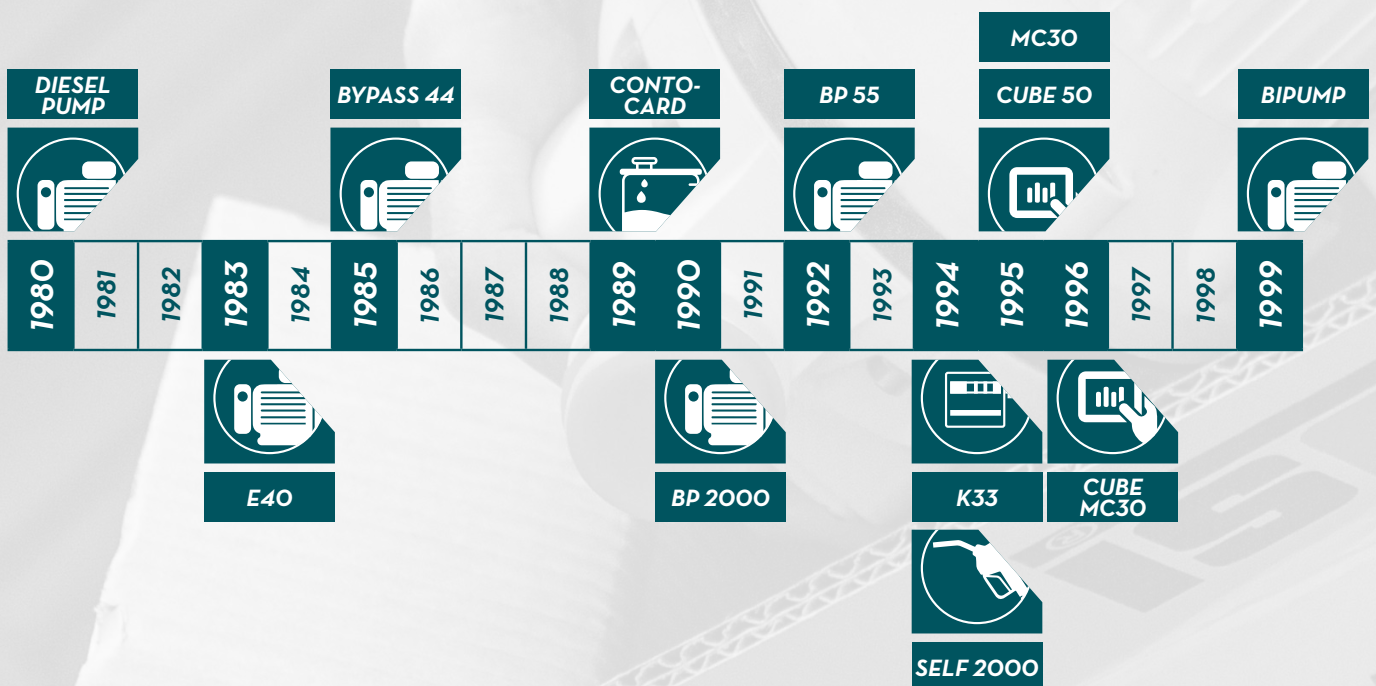 MC30
DIESEL
PUMP
BYPASS 44
CONTO-
CARD
BP 55
CUBE 50
BIPUMP
1980
1981
1982
1983
1984
1985
1986
1987
1988
1989
1990
1991
1992
1993
1994
1995
1996
1997
1998
1999
E40
BP 2000
K33
CUBE
MC30
SELF 2000